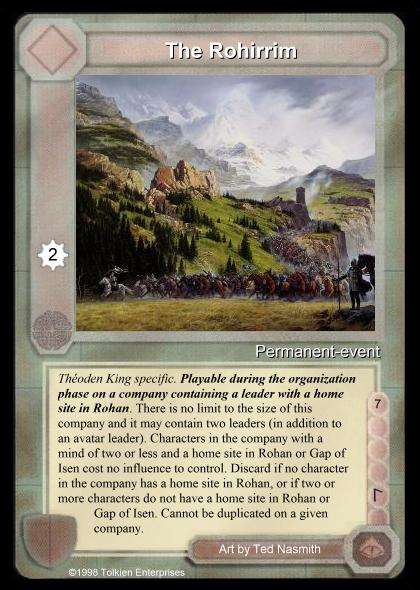 The Rohirrim
2
Permanent-event
Théoden King specific. Playable during the organization
phase on a company containing a leader with a home
site in Rohan. There is no limit to the size of this
company and it may contain two leaders (in addition to
an avatar leader). Characters in the company with a
mind of two or less and a home site in Rohan or Gap of
Isen cost no influence to control. Discard if no character
in the company has a home site in Rohan, or if two or
more characters do not have a home site in Rohan or
Gap of Isen. Cannot be duplicated on a given
company.
7
Art by Ted Nasmith
©1998 Tolkien Enterprises